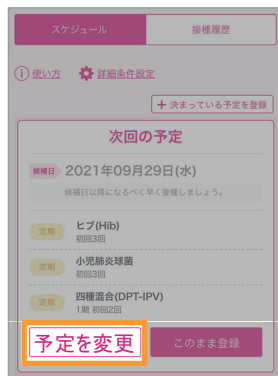 スケジュール
接種履歴
使い方
詳細条件設定
+ 決まっている予定を登録
次回の予定
候補日 2021年09月29日(水)
候補日以降になるべく早く接種しましょう。
定期 ヒブ(Hib)
初回3回
定期 小児肺炎球菌
初回3回
定期 四種混合(DPT-IPV)
1期 初回2回
予定を変更
このまま登録